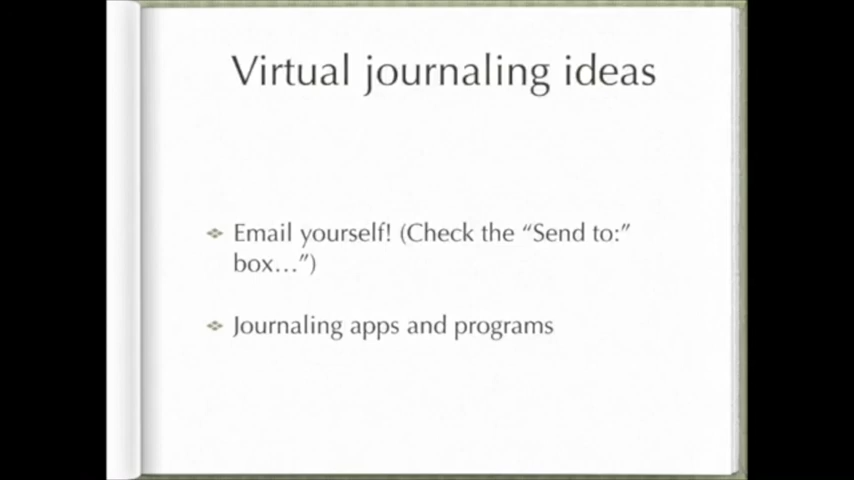 Virtual journaling ideas
Email yourself! (Check the “Send to:”
box…”)
Journaling apps and programs